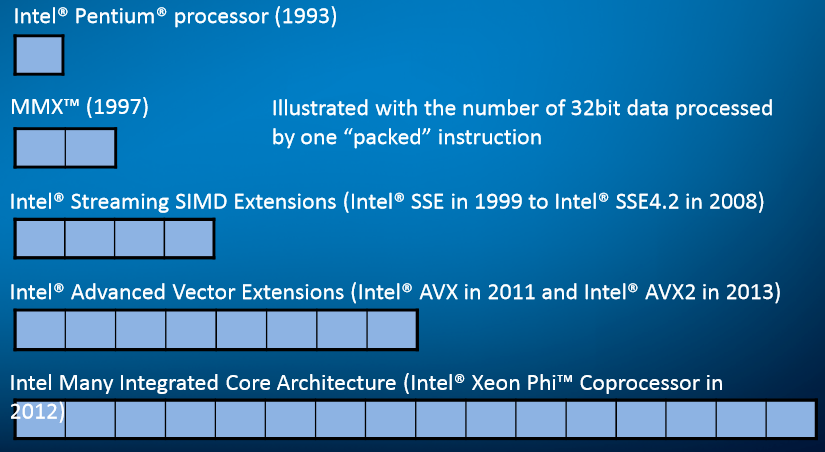 Intel® Pentium® processor (1993)
MMX™ (1997)
Illustrated with the number of 32bit data processed
by one “packed” instruction
Intel® Streaming SIMD Extensions (Intel® SSE in 1999 to Intel® SSE4.2 in 2008)
Intel® Advanced Vector Extensions (Intel® AVX in 2011 and Intel® AVX2 in 2013)
Intel Many Integrated Core Architecture (Intel® Xeon Phi™ Coprocessor in
2012)